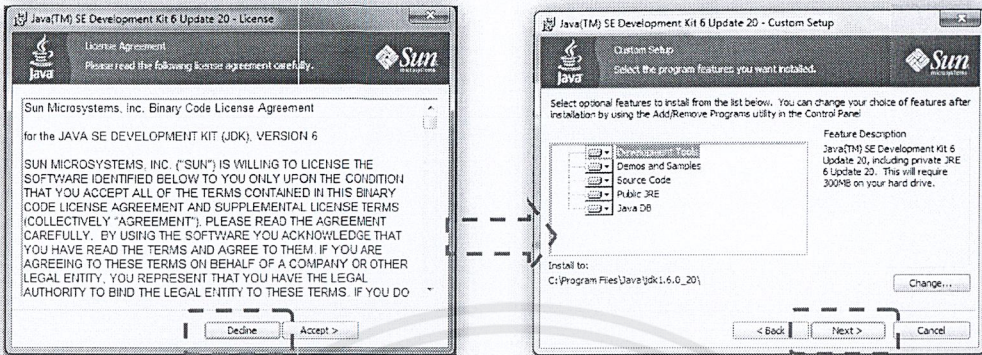 Java(TM) SE Development Kit 6 Update 20 - License
License Agreement
Please read the following license agreement carefully.
Java
Sun
microsystems
Sun Microsystems, Inc. Binary Code License Agreement
for the JAVA SE DEVELOPMENT KIT (JDK), VERSION 6
SUN MICROSYSTEMS, INC. ("SUN") IS WILLING TO LICENSE THE
SOFTWARE IDENTIFIED BELOW TO YOU ONLY UPON THE CONDITION
THAT YOU ACCEPT ALL OF THE TERMS CONTAINED IN THIS BINARY
CODE LICENSE AGREEMENT AND SUPPLEMENTAL LICENSE TERMS
(COLLECTIVELY "AGREEMENT"). PLEASE READ THE AGREEMENT
CAREFULLY. BY USING THE SOFTWARE YOU ACKNOWLEDGE THAT
YOU HAVE READ THE TERMS AND AGREE TO THEM. IF YOU ARE
AGREEING TO THESE TERMS ON BEHALF OF A COMPANY OR OTHER
LEGAL ENTITY, YOU REPRESENT THAT YOU HAVE THE LEGAL
AUTHORITY TO BIND THE LEGAL ENTITY TO THESE TERMS. IF YOU DO
Decline
Accept >
Java(TM) SE Development Kit 6 Update 20 - Custom Setup
Custom Setup
Select the program features you want installed.
Java
Sun
microsystems
Select optional features to install from the list below. You can change your choice of features after
installation by using the Add/Remove Programs utility in the Control Panel
Development Tools
Demos and Samples
Source Code
Public JRE
Java DB
Feature Description
Java(TM) SE Development Kit 6
Update 20, including private JRE
6 Update 20. This will require
300MB on your hard drive.
Install to:
C:\Program Files\Java\jdk1.6.0_20\
Change...
< Back
Next >
Cancel